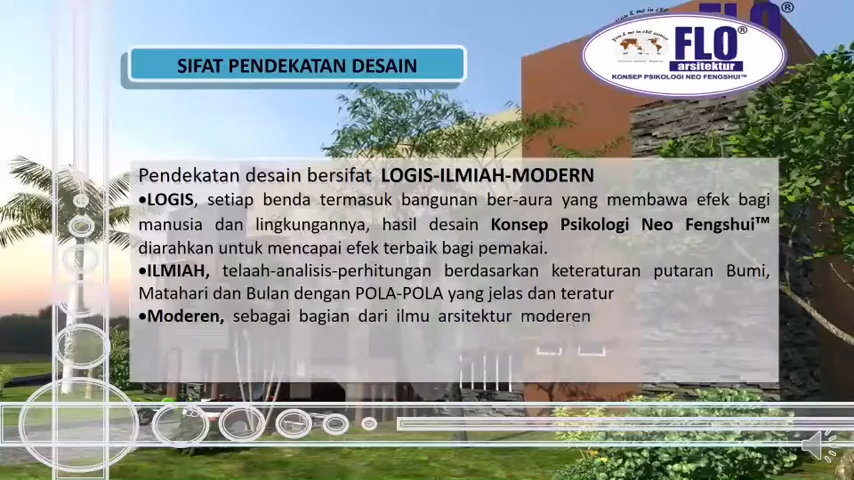 SIFAT PENDEKATAN DESAIN
FLO®
arsitektur
KONSEP PSIKOLOGI NEO FENGSHUI™
Pendekatan desain bersifat LOGIS-ILMIAH-MODERN
•LOGIS, setiap benda termasuk bangunan ber-aura yang membawa efek bagi
manusia dan lingkungannya, hasil desain Konsep Psikologi Neo Fengshui™
diarahkan untuk mencapai efek terbaik bagi pemakai.
•ILMIAH, telaah-analisis-perhitungan berdasarkan keteraturan putaran Bumi,
Matahari dan Bulan dengan POLA-POLA yang jelas dan teratur
•Moderen, sebagai bagian dari ilmu arsitektur moderen